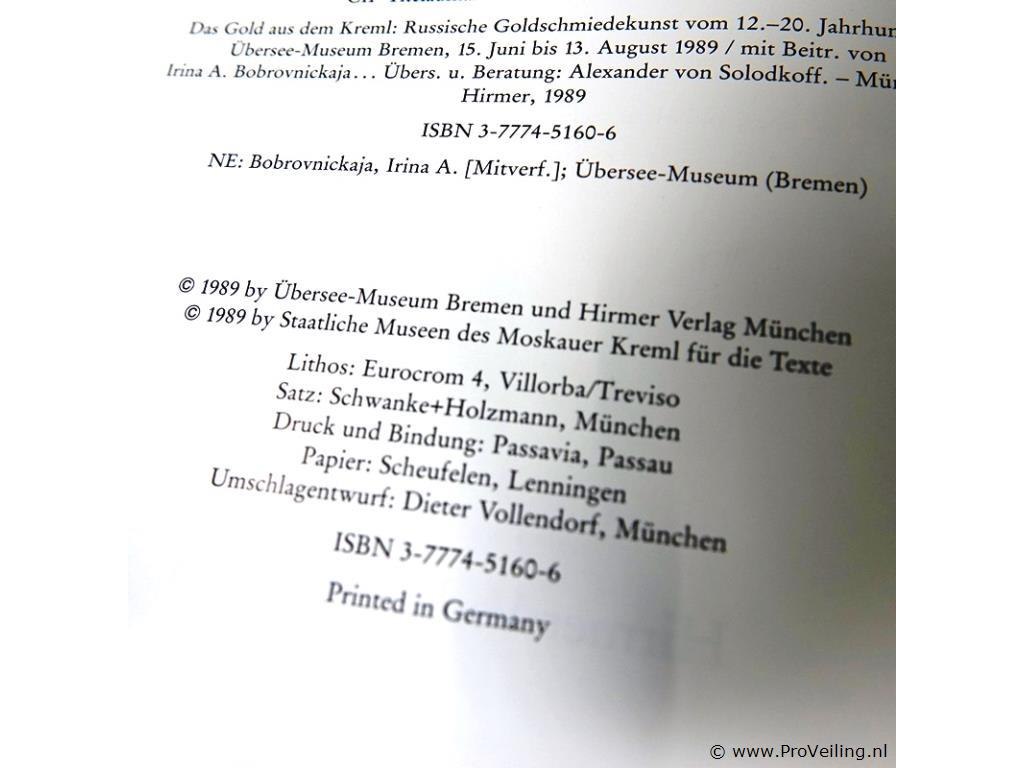 Das Gold aus dem Kreml: Russische Goldschmiedekunst vom 12.–20. Jahrhun
Übersee-Museum Bremen, 15. Juni bis 13. August 1989 / mit Beitr. von
Irina A. Bobrovnickaja... Übers. u. Beratung: Alexander von Solodkoff. – Mün
Hirmer, 1989
ISBN 3-7774-5160-6
NE: Bobrovnickaja, Irina A. [Mitverf.]; Übersee-Museum (Bremen)
© 1989 by Übersee-Museum Bremen und Hirmer Verlag München
© 1989 by Staatliche Museen des Moskauer Kreml für die Texte
Lithos: Eurocrom 4, Villorba/Treviso
Satz: Schwanke+Holzmann, München
Druck und Bindung: Passavia, Passau
Papier: Scheufelen, Lenningen
Umschlagentwurf: Dieter Vollendorf, München
ISBN 3-7774-5160-6
Printed in Germany
© www.ProVeiling.nl